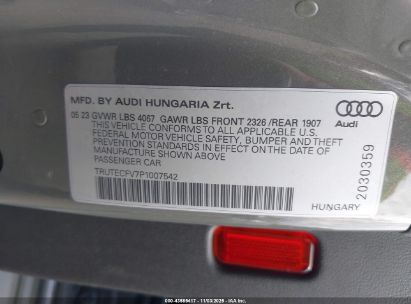 MFD. BY AUDI HUNGARIA Zrt.
05 23 GVWR LBS 4067 GAWR LBS FRONT 2326 /REAR 1907
THIS VEHICLE CONFORMS TO ALL APPLICABLE U.S.
FEDERAL MOTOR VEHICLE SAFETY, BUMPER AND THEFT
PREVENTION STANDARDS IN EFFECT ON THE DATE OF
MANUFACTURE SHOWN ABOVE
PASSENGER CAR
TRUTECFV7P1007542
Audi
2030359
HUNGARY
000-43565417 - 11/03/2025 - IAA, Inc.